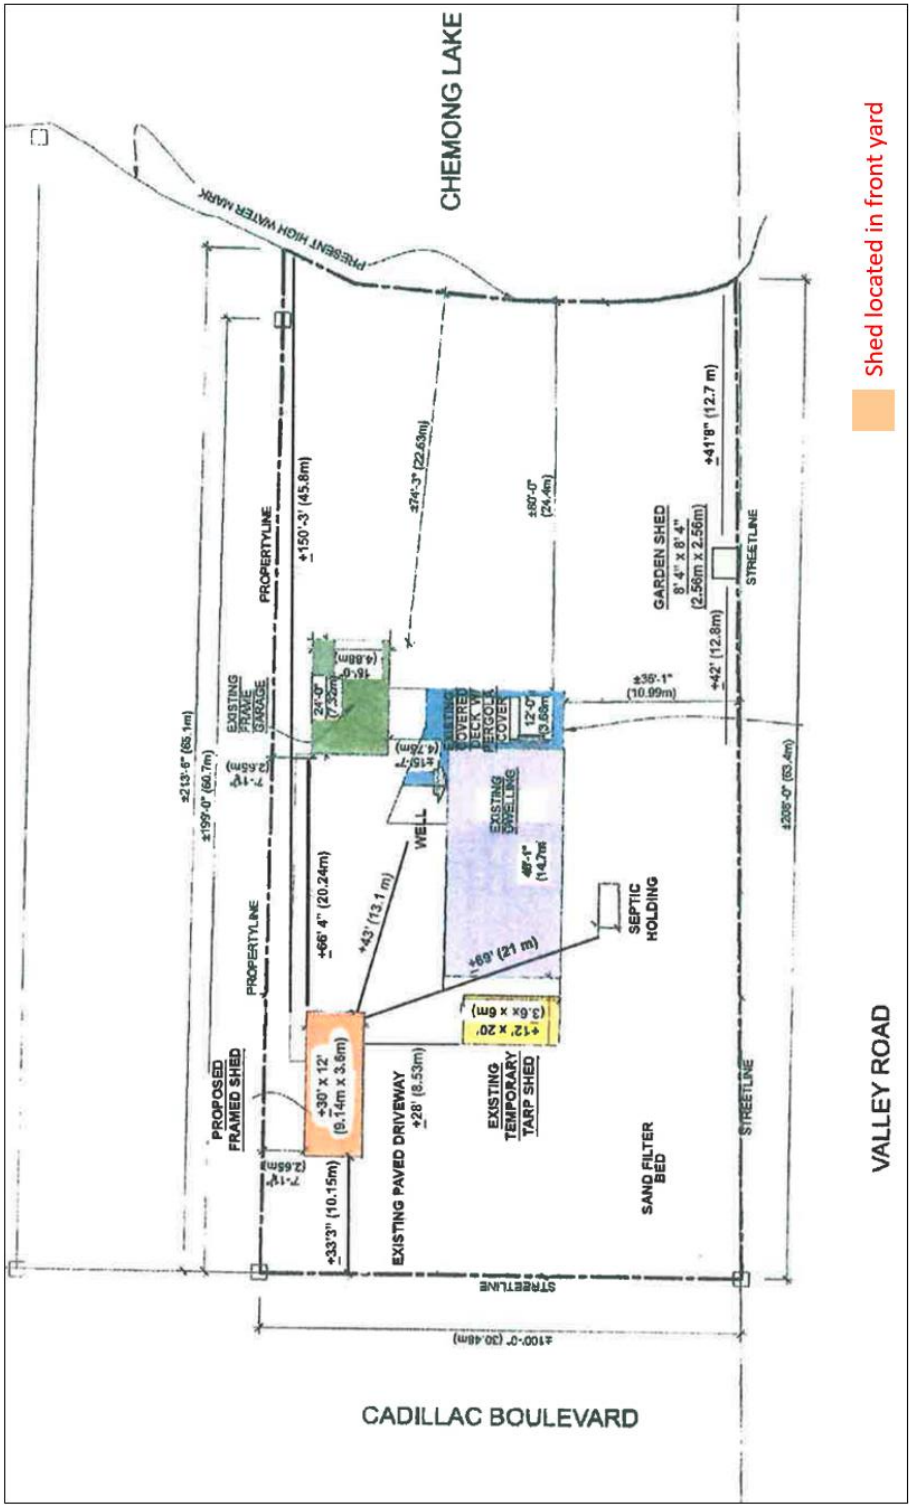 CHEMONG LAKE
Shed located in front yard
PRESENT HIGH WATER MARK
±213'-6" (65.1m)
±199'-0" (60.7m)
PROPERTYLINE
±150'-3' (45.8m)
±74'-3" (22.63m)
±80'-0"
(24.4m)
±41'8" (12.7 m)
GARDEN SHED
8' 4" x 8' 4"
(2.56m x 2.56m)
STREETLINE
±42' (12.8m)
±36'-1"
(10.99m)
EXISTING
FRAME
GARAGE
24'-0"
(7.32m)
16'-0"
(4.88m)
7'-11½"
(2.65m)
±15'-7"
(4.75m)
COVERED
DECK W/
PERGOLA
COVER
12'-0"
3.66m
EXISTING
DWELLING
48'-1"
(14.7m
WELL
±66' 4" (20.24m)
±43' (13.1 m)
±69' (21 m)
SEPTIC
HOLDING
±206'-0" (63.4m)
PROPERTYLINE
PROPOSED
FRAMED SHED
±30' x 12'
(9.14m x 3.6m)
7'-11½"
(2.65m)
±33'3" (10.15m)
EXISTING PAVED DRIVEWAY
±28' (8.53m)
±12' x 20'
(3.6x x 6m)
EXISTING
TEMPORARY
TARP SHED
SAND FILTER
BED
STREETLINE
VALLEY ROAD
STREETLINE
±100'-0" (30.48m)
CADILLAC BOULEVARD